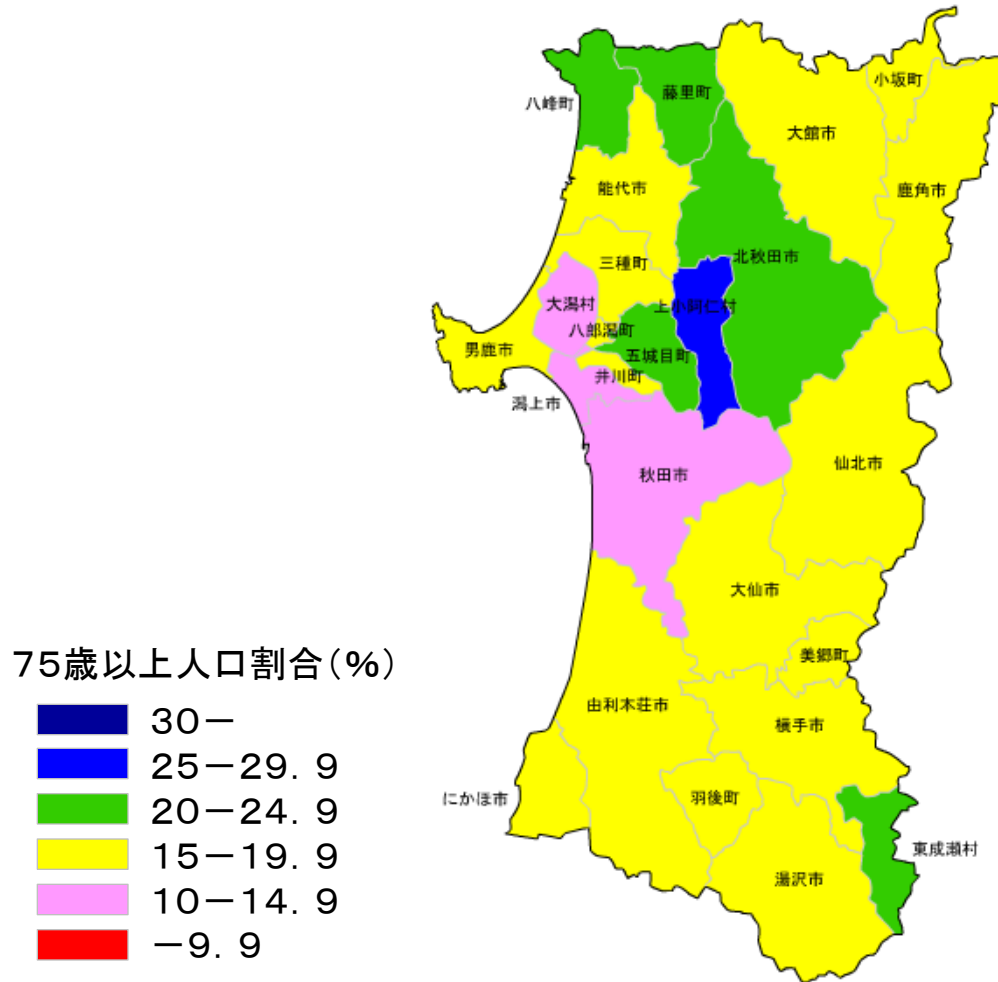 小坂町
八峰町
藤里町
大館市
能代市
鹿角市
三種町
北秋田市
大潟村
上小阿仁村
八郎潟町
男鹿市
五城目町
井川町
潟上市
秋田市
仙北市
大仙市
美郷町
由利本荘市
横手市
にかほ市
羽後町
東成瀬村
湯沢市
75歳以上人口割合(%)
30－
25－29.9
20－24.9
15－19.9
10－14.9
－9.9